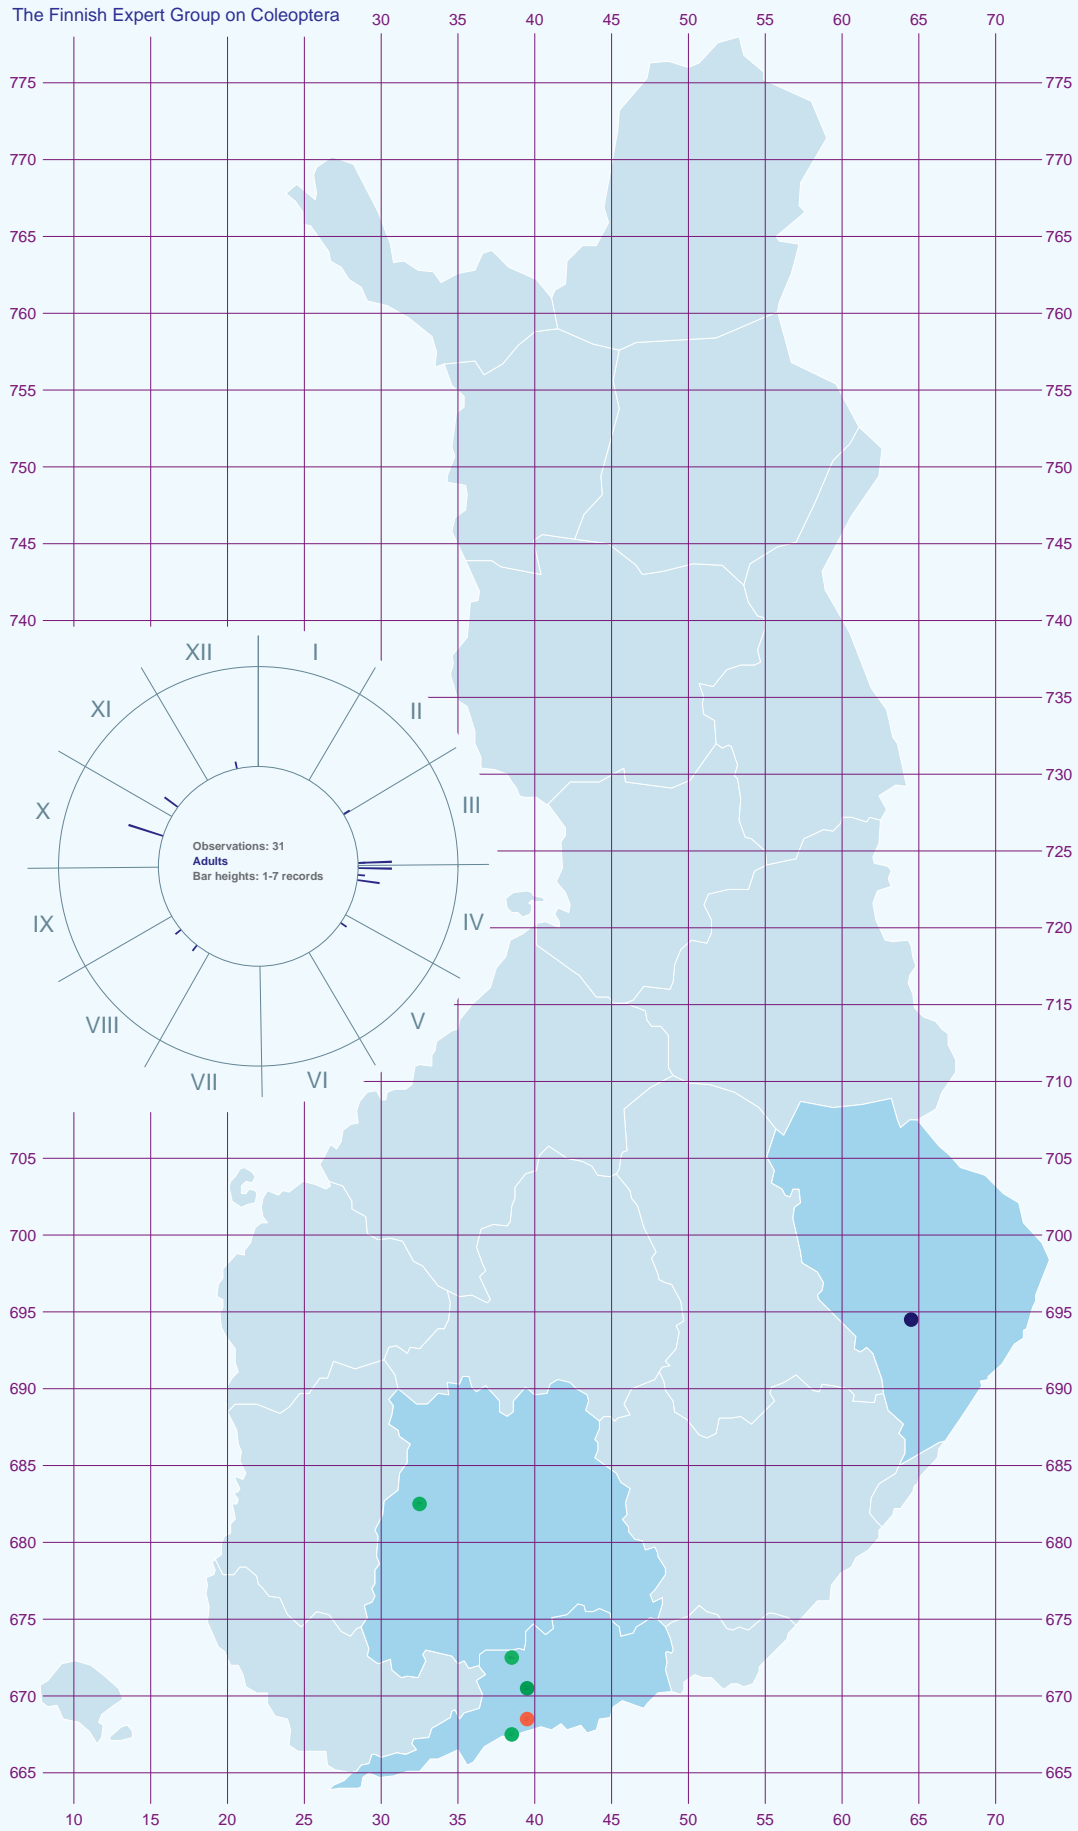 The Finnish Expert Group on Coleoptera
30 35 40 45 50 55 60 65 70
775 775
770 770
765 765
760 760
755 755
750 750
745 745
740 740
XII I
XI II
735
730
X III
Observations: 31
Adults
Bar heights: 1-7 records
725
IX IV
720
715
VIII V
VII VI
710
705 705
700 700
695 695
690 690
685 685
680 680
675 675
670 670
665 665
10 15 20 25 30 35 40 45 50 55 60 65 70